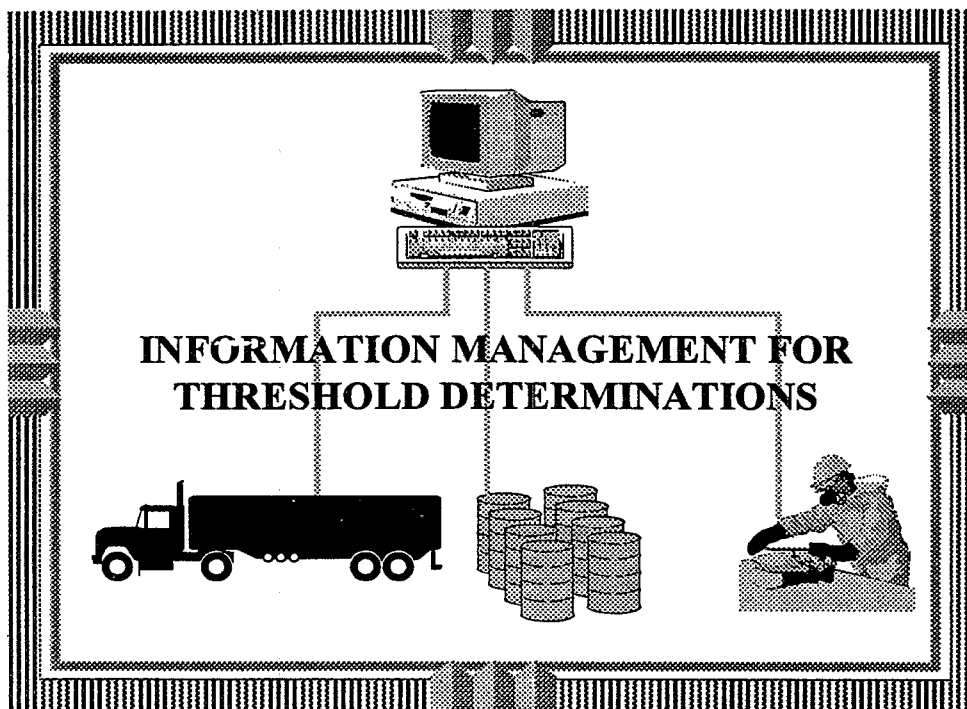 INFORMATION MANAGEMENT FOR
THRESHOLD DETERMINATIONS